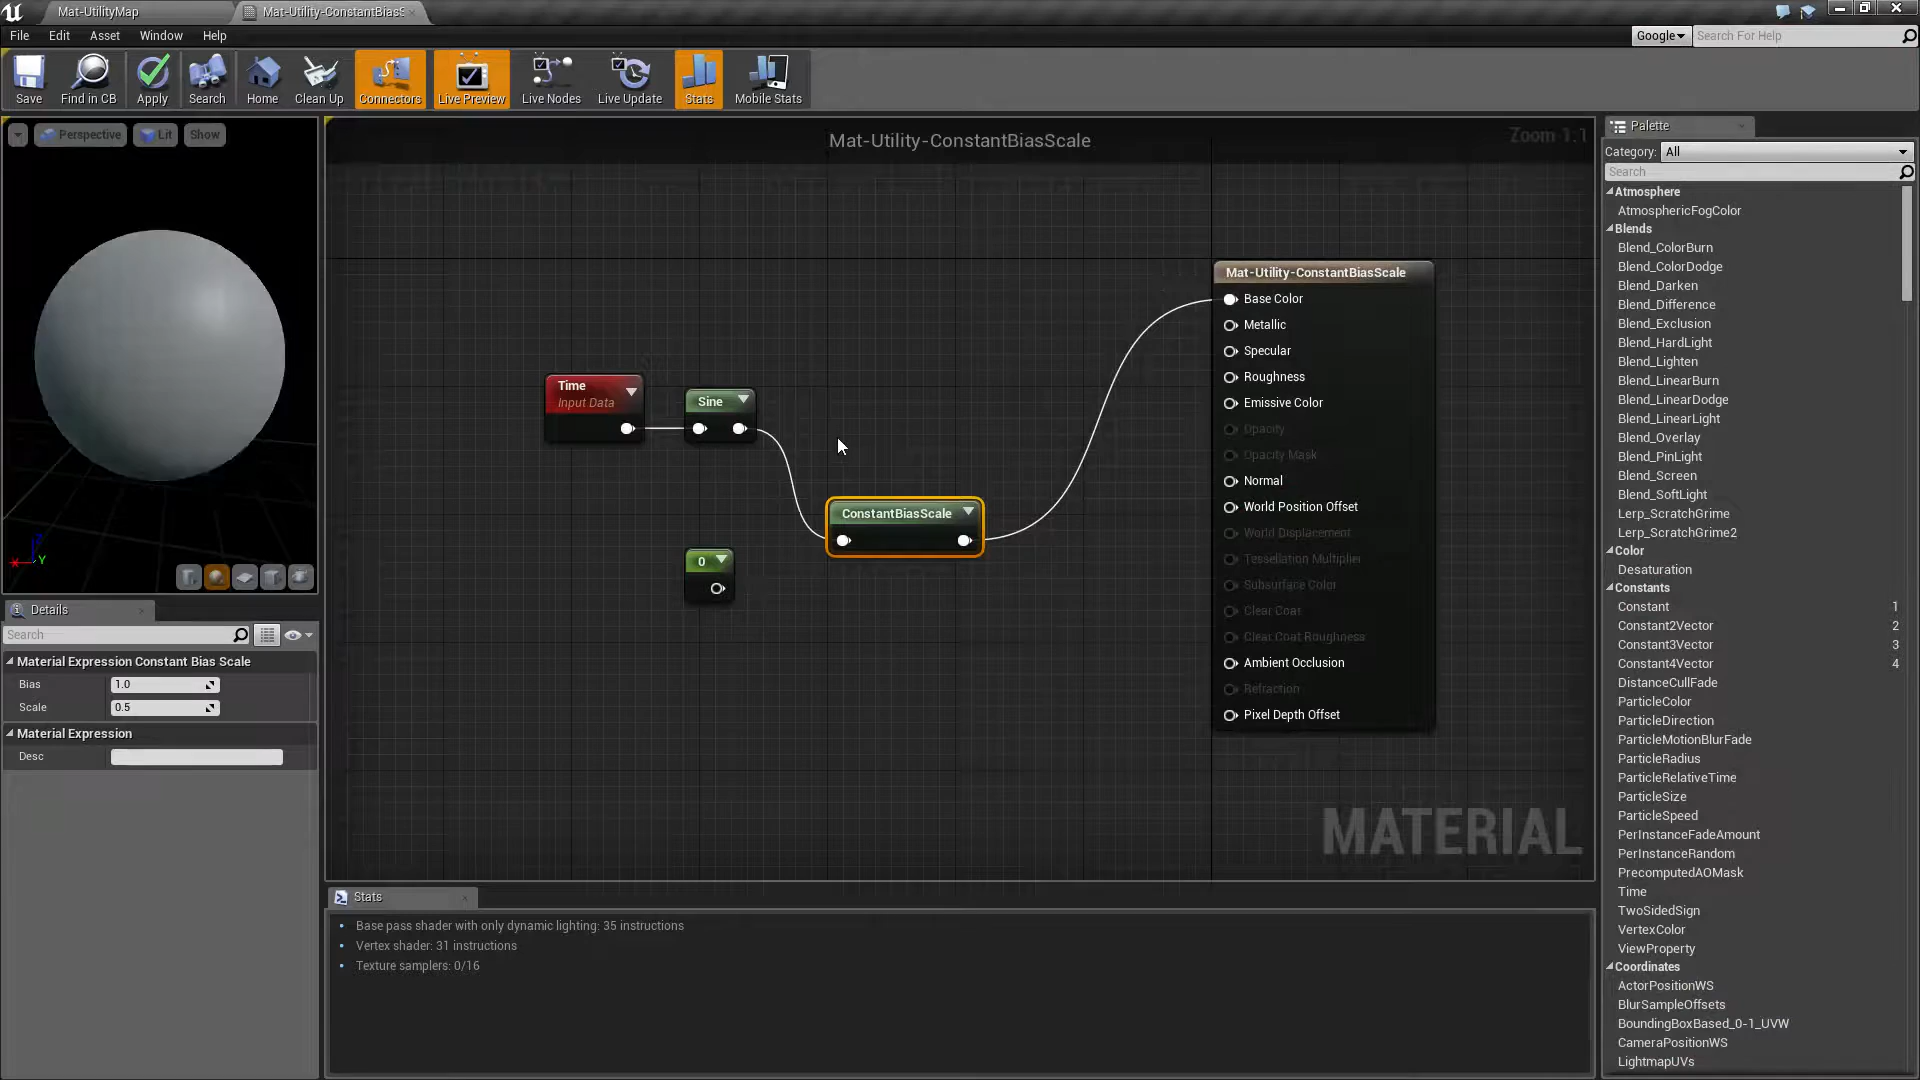 Mat-UtilityMap
Mat-Utility-ConstantBiasS
File Edit Asset Window Help
Google
Search For Help
Save
Find in CB
Apply
Search
Home
Clean Up
Connectors
Live Preview
Live Nodes
Live Update
Stats
Mobile Stats
Perspective
Lit
Show
X
Z
Y
Details
Search
Material Expression Constant Bias Scale
Bias 1.0
Scale 0.5
Material Expression
Desc
Mat-Utility-ConstantBiasScale
Zoom 1:1
Time
Input Data
Sine
ConstantBiasScale
0
Mat-Utility-ConstantBiasScale
Base Color
Metallic
Specular
Roughness
Emissive Color
Opacity
Opacity Mask
Normal
World Position Offset
World Displacement
Tessellation Multiplier
Subsurface Color
Clear Coat
Clear Coat Roughness
Ambient Occlusion
Refraction
Pixel Depth Offset
MATERIAL
Stats
Base pass shader with only dynamic lighting: 35 instructions
Vertex shader: 31 instructions
Texture samplers: 0/16
Palette
Category: All
Search
Atmosphere
AtmosphericFogColor
Blends
Blend_ColorBurn
Blend_ColorDodge
Blend_Darken
Blend_Difference
Blend_Exclusion
Blend_HardLight
Blend_Lighten
Blend_LinearBurn
Blend_LinearDodge
Blend_LinearLight
Blend_Overlay
Blend_PinLight
Blend_Screen
Blend_SoftLight
Lerp_ScratchGrime
Lerp_ScratchGrime2
Color
Desaturation
Constants
Constant 1
Constant2Vector 2
Constant3Vector 3
Constant4Vector 4
DistanceCullFade
ParticleColor
ParticleDirection
ParticleMotionBlurFade
ParticleRadius
ParticleRelativeTime
ParticleSize
ParticleSpeed
PerInstanceFadeAmount
PerInstanceRandom
PrecomputedAOMask
Time
TwoSidedSign
VertexColor
ViewProperty
Coordinates
ActorPositionWS
BlurSampleOffsets
BoundingBoxBased_0-1_UVW
CameraPositionWS
LightmapUVs